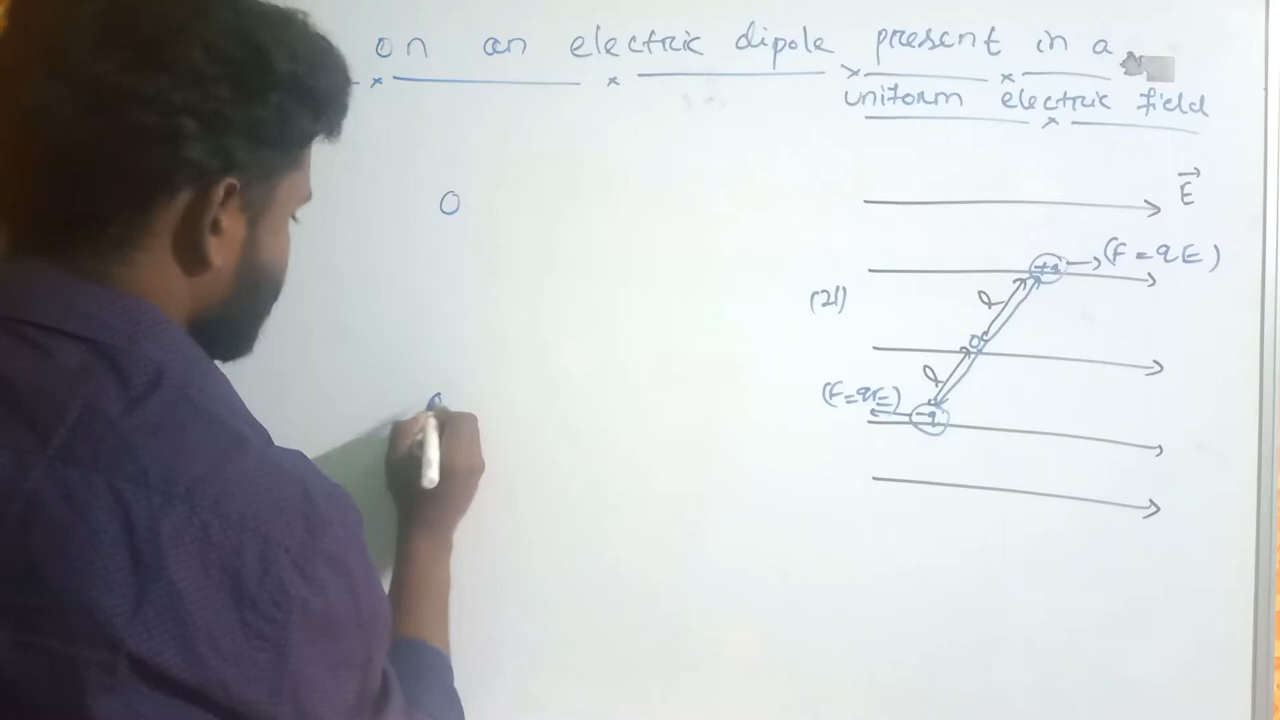 on an electric dipole present in a
uniform electric field
O
E
+q
(F = qE)
(2l)
l
O
l
(F=qE)
-q